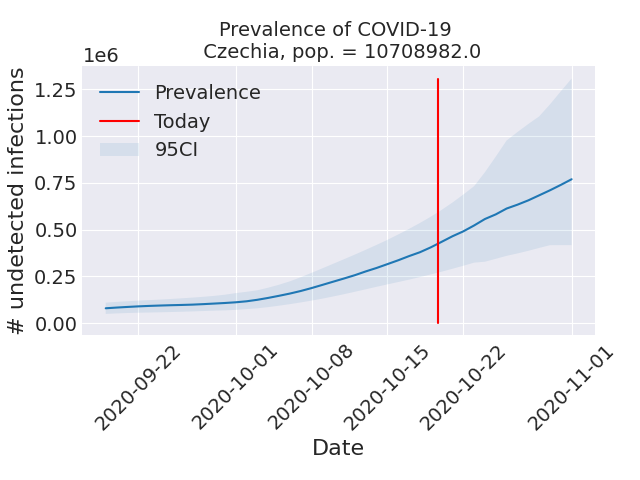 Prevalence of COVID-19
Czechia, pop. = 10708982.0
1e6
Prevalence
Today
95CI
1.25
1.00
0.75
0.50
0.25
0.00
# undetected infections
2020-09-22
2020-10-01
2020-10-08
2020-10-15
2020-10-22
2020-11-01
Date